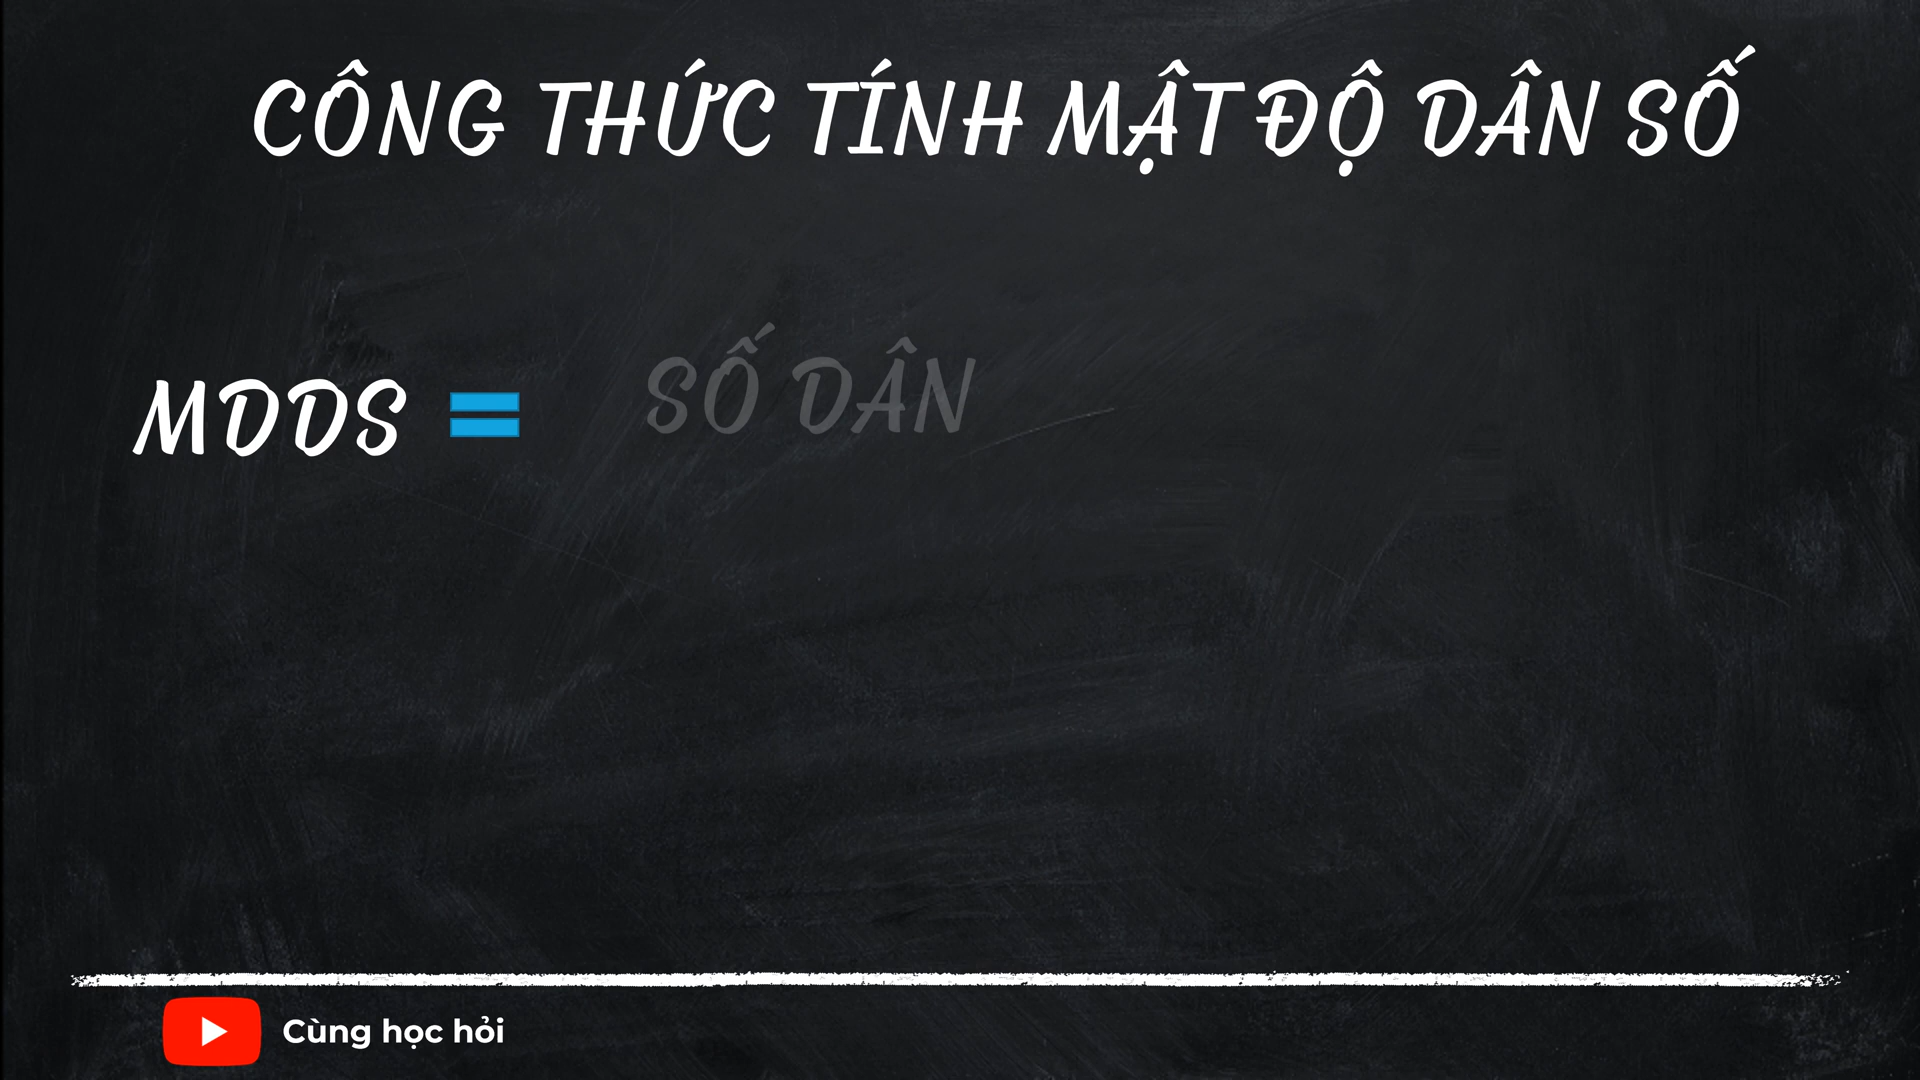 CÔNG THỨC TÍNH MẬT ĐỘ DÂN SỐ
MDDS = SỐ DÂN
Cùng học hỏi